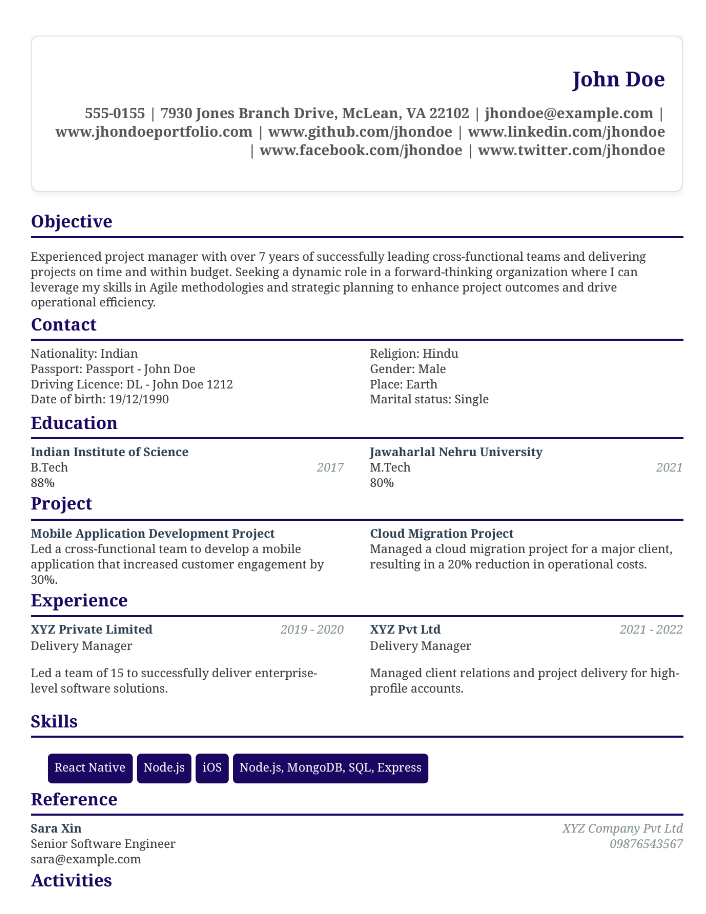 John Doe
555-0155 | 7930 Jones Branch Drive, McLean, VA 22102 | jhondoe@example.com |
www.jhondoeportfolio.com | www.github.com/jhondoe | www.linkedin.com/jhondoe
| www.facebook.com/jhondoe | www.twitter.com/jhondoe
Objective
Experienced project manager with over 7 years of successfully leading cross-functional teams and delivering
projects on time and within budget. Seeking a dynamic role in a forward-thinking organization where I can
leverage my skills in Agile methodologies and strategic planning to enhance project outcomes and drive
operational efficiency.
Contact
Nationality: Indian
Passport: Passport - John Doe
Driving Licence: DL - John Doe 1212
Date of birth: 19/12/1990
Religion: Hindu
Gender: Male
Place: Earth
Marital status: Single
Education
Indian Institute of Science
B.Tech 2017
88%
Jawaharlal Nehru University
M.Tech 2021
80%
Project
Mobile Application Development Project
Led a cross-functional team to develop a mobile
application that increased customer engagement by
30%.
Cloud Migration Project
Managed a cloud migration project for a major client,
resulting in a 20% reduction in operational costs.
Experience
XYZ Private Limited 2019 - 2020
Delivery Manager
Led a team of 15 to successfully deliver enterprise-
level software solutions.
XYZ Pvt Ltd 2021 - 2022
Delivery Manager
Managed client relations and project delivery for high-
profile accounts.
Skills
React Native Node.js iOS Node.js, MongoDB, SQL, Express
Reference
Sara Xin XYZ Company Pvt Ltd
Senior Software Engineer 09876543567
sara@example.com
Activities